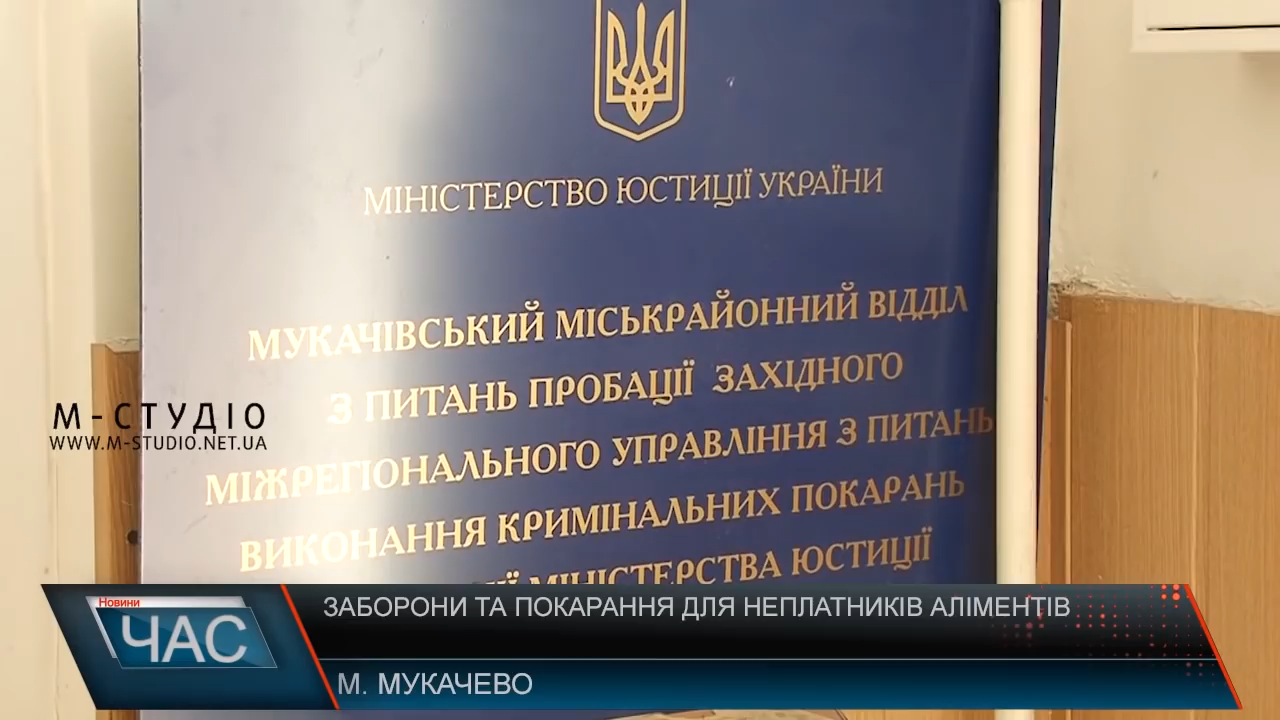 МІНІСТЕРСТВО ЮСТИЦІЇ УКРАЇНИ
МУКАЧІВСЬКИЙ МІСЬКРАЙОННИЙ ВІДДІЛ
З ПИТАНЬ ПРОБАЦІЇ ЗАХІДНОГО
МІЖРЕГІОНАЛЬНОГО УПРАВЛІННЯ З ПИТАНЬ
ВИКОНАННЯ КРИМІНАЛЬНИХ ПОКАРАНЬ
МІНІСТЕРСТВА ЮСТИЦІЇ
М-СТУДІО
WWW.M-STUDIO.NET.UA
Новини
ЧАС
ЗАБОРОНИ ТА ПОКАРАННЯ ДЛЯ НЕПЛАТНИКІВ АЛІМЕНТІВ
М. МУКАЧЕВО